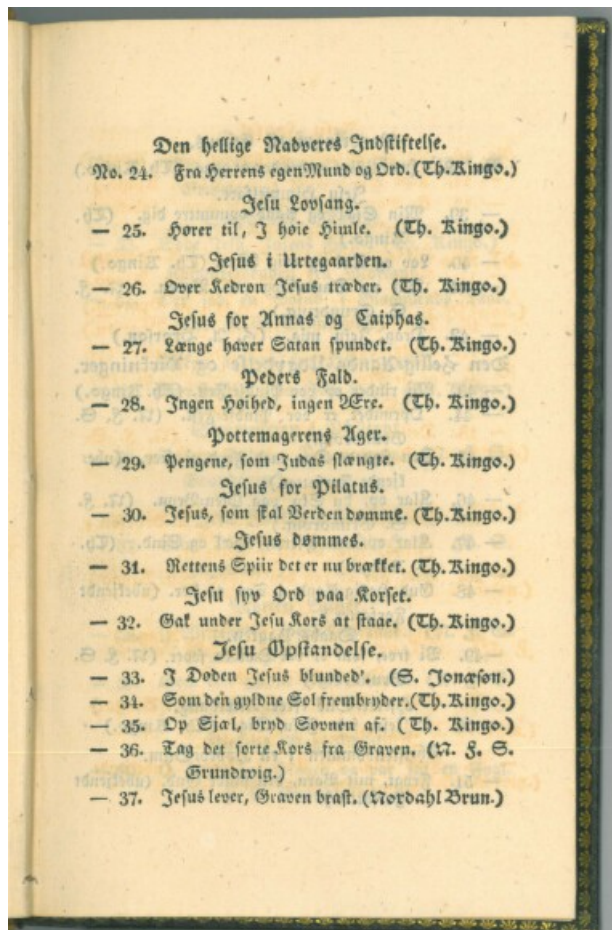 Den hellige Nadveres Indstiftelse.
No. 24. Fra Herrens egen Mund og Ord. (Th. Kingo.)
Jesu Lovsang.
— 25. Hører til, I høie Himle. (Th. Kingo.)
Jesus i Urtegaarden.
— 26. Over Kedron Jesus træder. (Th. Kingo.)
Jesus for Annas og Caiphas.
— 27. Længe haver Satan spundet. (Th. Kingo.)
Peders Fald.
— 28. Ingen Høihed, ingen Ære. (Th. Kingo.)
Pottemagerens Ager.
— 29. Pengene, som Judas slængte. (Th. Kingo.)
Jesus for Pilatus.
— 30. Jesus, som skal Verden dømme. (Th. Kingo.)
Jesus dømmes.
— 31. Rettens Spiir det er nu brækket. (Th. Kingo.)
Jesu syv Ord paa Korset.
— 32. Gak under Jesu Kors at staae. (Th. Kingo.)
Jesu Opstandelse.
— 33. I Døden Jesus blunded'. (S. Jonæsøn.)
— 34. Som den gyldne Sol frembryder. (Th. Kingo.)
— 35. Op Sjæl, bryd Søvnen af. (Th. Kingo.)
— 36. Tag det sorte Kors fra Graven. (N. F. S.
Grundtvig.)
— 37. Jesus lever, Graven brast. (Nordahl Brun.)